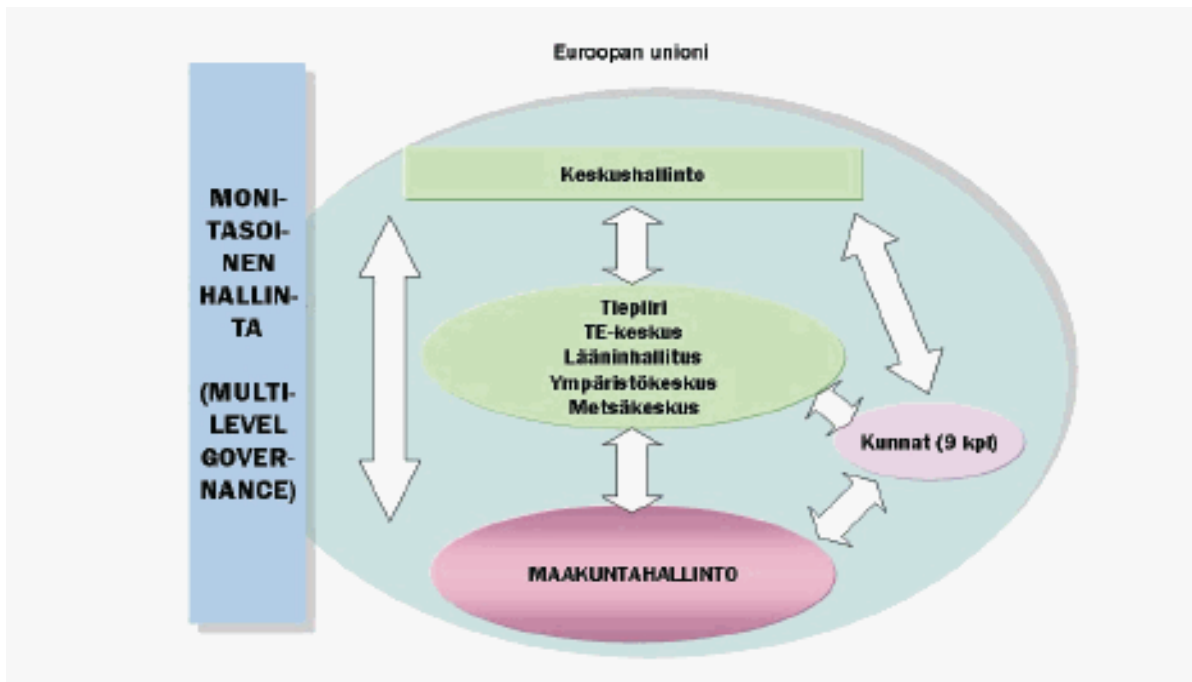 Euroopan unioni
MONI-
TASOI-
NEN
HALLIN-
TA
(MULTI-
LEVEL
GOVER-
NANCE)
Keskushallinto
Tiepiiri
TE-keskus
Lääninhallitus
Ympäristökeskus
Metsäkeskus
Kunnat (9 kpl)
MAAKUNTAHALLINTO